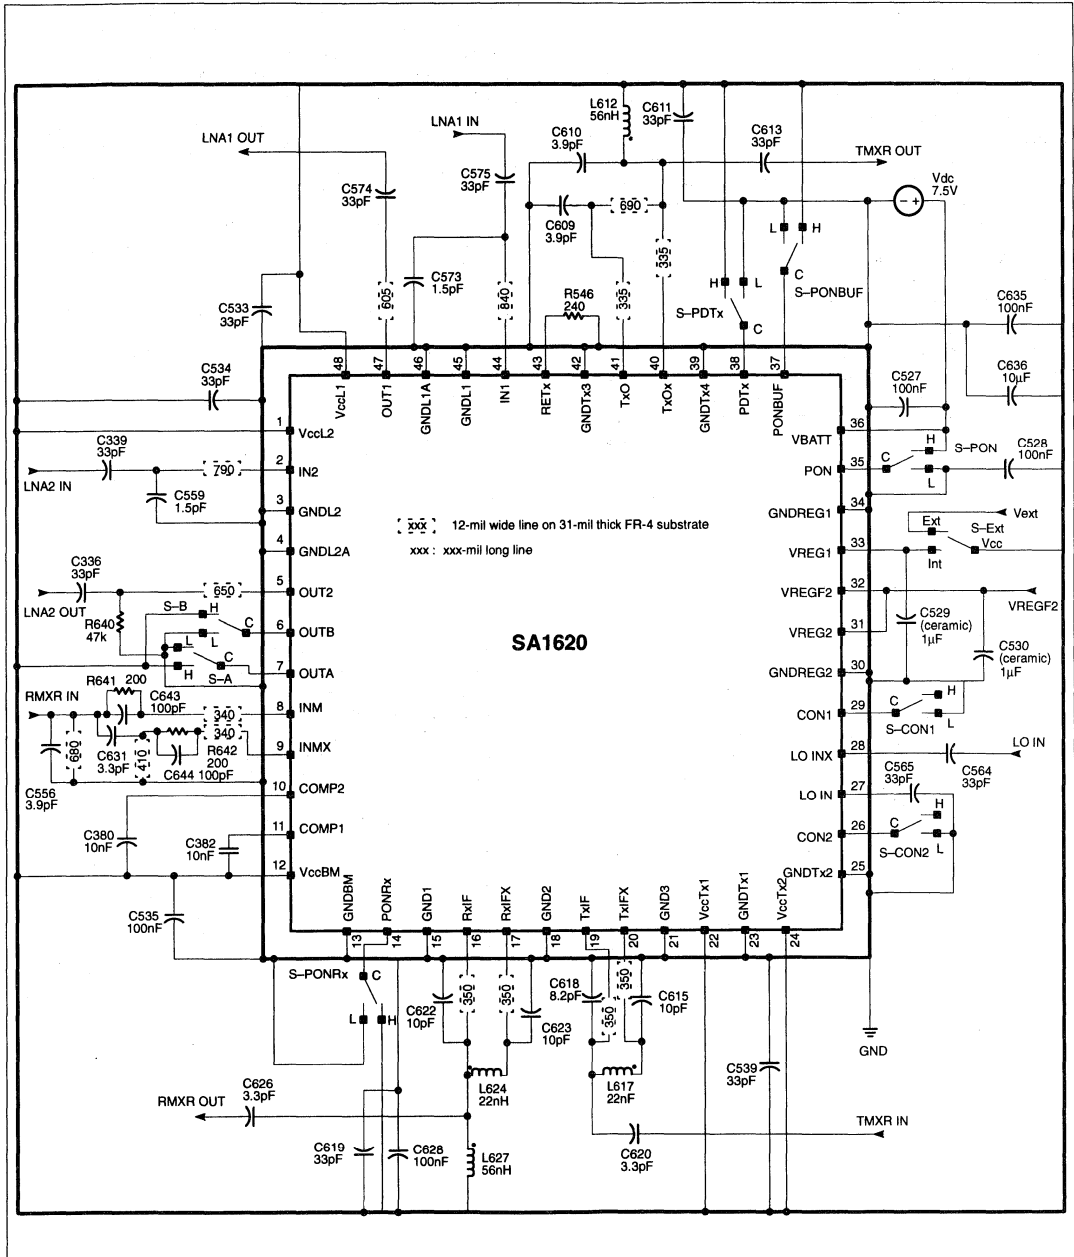 L612
56nH
C611
33pF
LNA1 IN
LNA1 OUT
C610
3.9pF
C613
33pF
TMXR OUT
C574
33pF
C575
33pF
Vdc
7.5V
- +
690
C609
3.9pF
L
H
C
S-PONBUF
C573
1.5pF
605
840
335
335
H
L
S-PDTx
C
R546
240
C533
33pF
C635
100nF
C534
33pF
C636
10µF
C527
100nF
48
47
46
45
44
43
42
41
40
39
38
37
VccL1
OUT1
GNDL1A
GNDL1
IN1
RETx
GNDTx3
TxO
TxOx
GNDTx4
PDTx
PONBUF
1
VccL2
VBATT
36
H
S-PON
C
L
C528
100nF
C339
33pF
LNA2 IN
790
2
IN2
PON
35
C559
1.5pF
3
GNDL2
GNDREG1
34
Vext
xxx
12-mil wide line on 31-mil thick FR-4 substrate
xxx : xxx-mil long line
Ext
S-Ext
Vcc
Int
4
GNDL2A
VREG1
33
C336
33pF
LNA2 OUT
650
5
OUT2
VREGF2
32
VREGF2
R640
47k
S-B
H
C
L
6
OUTB
VREG2
31
C529
(ceramic)
1µF
C530
(ceramic)
1µF
SA1620
L
C
H
S-A
7
OUTA
GNDREG2
30
R641
200
C643
100pF
RMXR IN
340
8
INM
CON1
29
C
H
L
S-CON1
680
C631
3.3pF
410
340
R642
200
C644
100pF
9
INMX
LO INX
28
LO IN
C564
33pF
C556
3.9pF
10
COMP2
LO IN
27
C565
33pF
C380
10nF
C382
10nF
11
COMP1
CON2
26
C
H
L
S-CON2
12
VccBM
GNDTx2
25
GNDBM
PONRx
GND1
RxIF
RxIFX
GND2
TxIF
TxIFX
GND3
VccTx1
GNDTx1
VccTx2
13
14
15
16
17
18
19
20
21
22
23
24
C535
100nF
S-PONRx
C
L
H
350
350
350
350
C622
10pF
C623
10pF
C618
8.2pF
C615
10pF
GND
L624
22nH
L617
22nF
C539
33pF
C626
3.3pF
RMXR OUT
TMXR IN
C619
33pF
C628
100nF
L627
56nH
C620
3.3pF